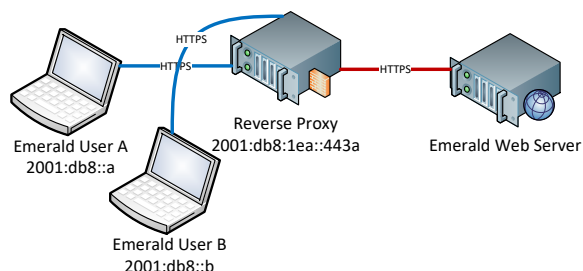 HTTPS
HTTPS
HTTPS
Reverse Proxy
2001:db8:1ea::443a
Emerald Web Server
Emerald User A
2001:db8::a
Emerald User B
2001:db8::b